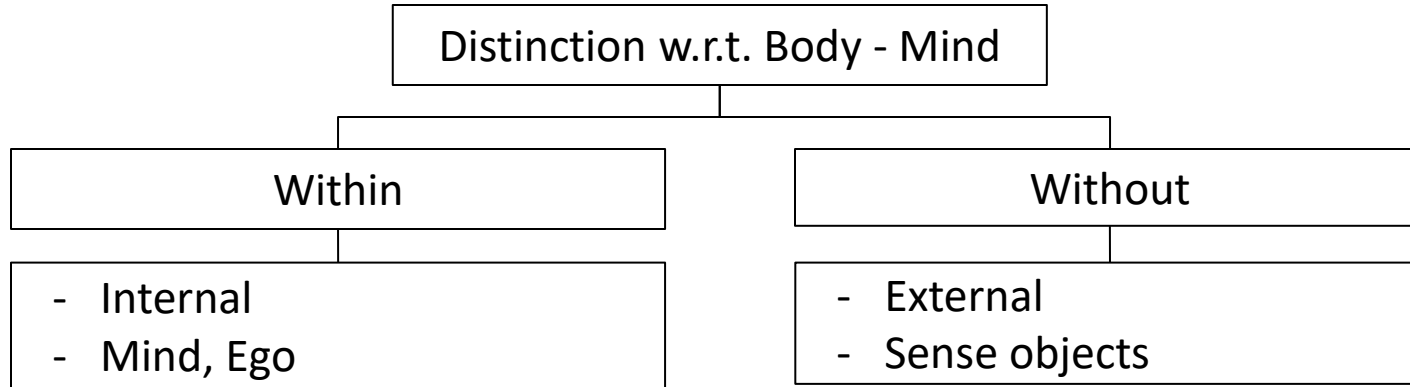 Distinction w.r.t. Body - Mind
Within
Without
- Internal
- Mind, Ego
- External
- Sense objects